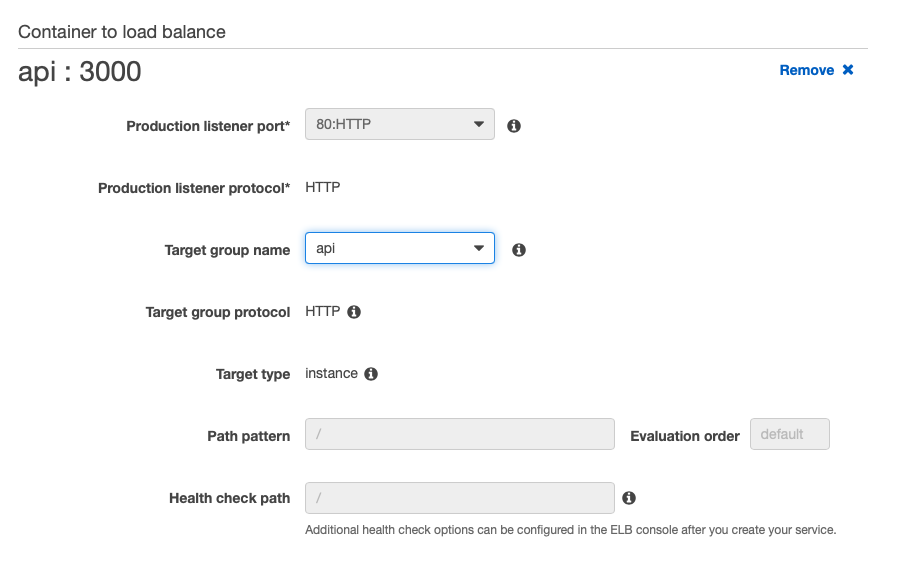 Container to load balance
api : 3000
Remove ✖
Production listener port* 80:HTTP
Production listener protocol* HTTP
Target group name api
Target group protocol HTTP
Target type instance
Path pattern / Evaluation order default
Health check path /
Additional health check options can be configured in the ELB console after you create your service.